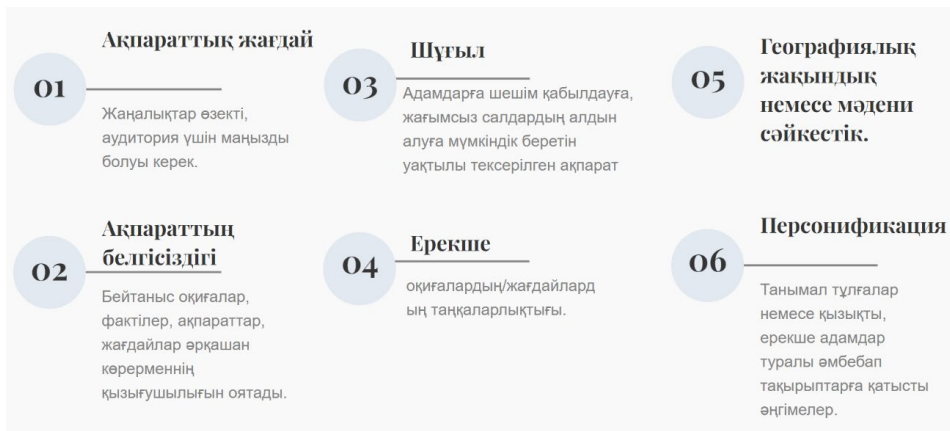 01
Ақпараттық жағдай
Жаңалықтар өзекті,
аудитория үшін маңызды
болуы керек.
02
Ақпараттың
белгісіздігі
Бейтаныс оқиғалар,
фактілер, ақпараттар,
жағдайлар әрқашан
көрерменнің
қызығушылығын оятады.
03
Шұғыл
Адамдарға шешім қабылдауға,
жағымсыз салдардың алдын
алуға мүмкіндік беретін
уақтылы тексерілген ақпарат
04
Ерекше
оқиғалардың/жағдайлард
ың таңқаларлықтығы.
05
Географиялық
жақындық
немесе мәдени
сәйкестік.
06
Персонификация
Танымал тұлғалар
немесе қызықты,
ерекше адамдар
туралы әмбебап
тақырыптарға қатысты
әңгімелер.